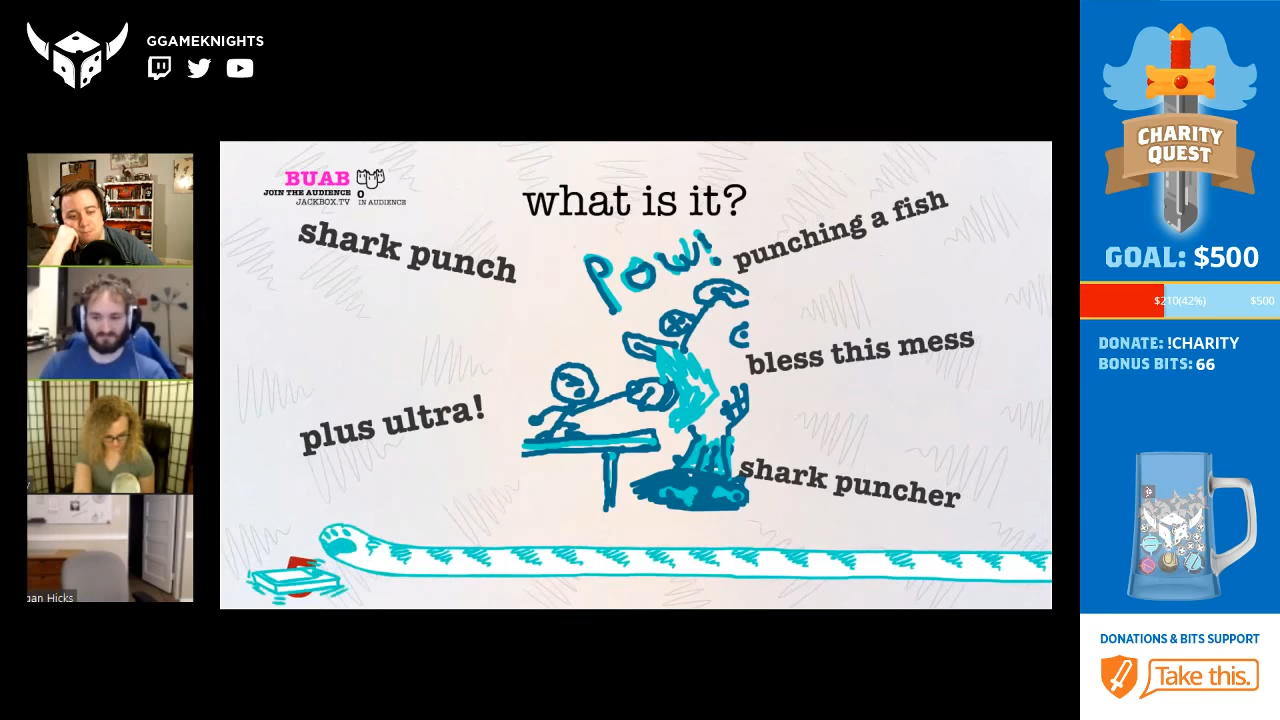 GGAMEKNIGHTS
BUAB
JOIN THE AUDIENCE
JACKBOX.TV
0
IN AUDIENCE
what is it?
shark punch
punching a fish
POW!
bless this mess
plus ultra!
shark puncher
gan Hicks
CHARITY
QUEST
GOAL: $500
$210(42%)
$500
DONATE: !CHARITY
BONUS BITS: 66
DONATIONS & BITS SUPPORT
Take this.